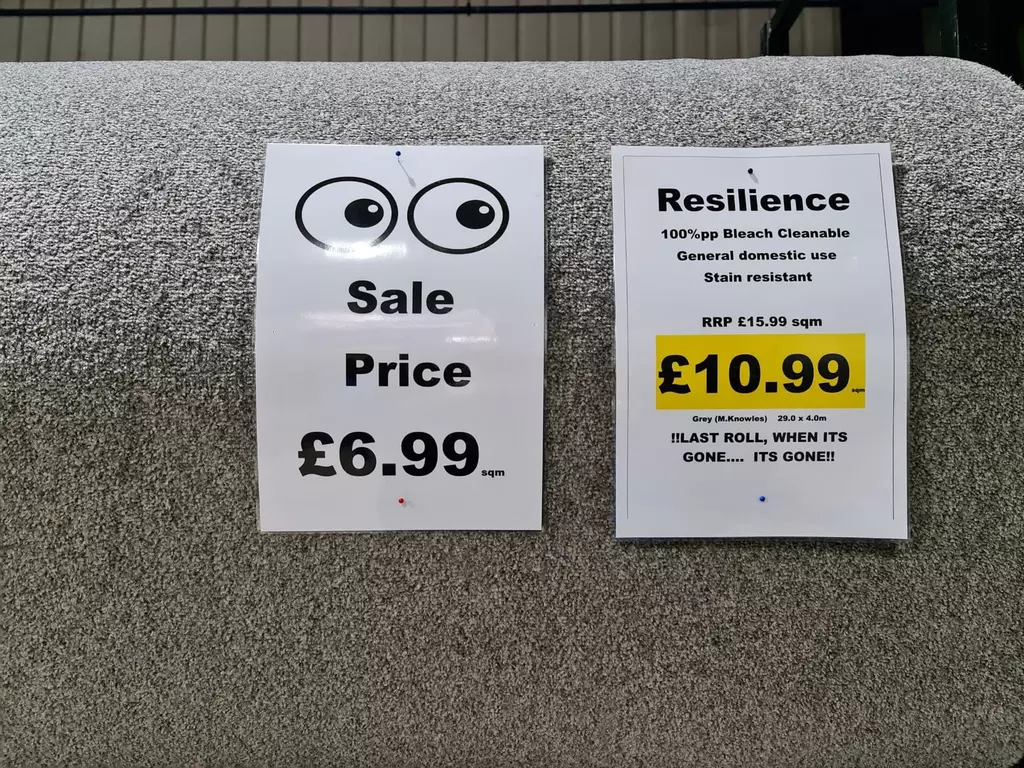 Sale
Price
£6.99 sqm
Resilience
100%pp Bleach Cleanable
General domestic use
Stain resistant
RRP £15.99 sqm
£10.99 sqm
Grey (M.Knowles) 29.0 x 4.0m
!!LAST ROLL, WHEN ITS
GONE.... ITS GONE!!